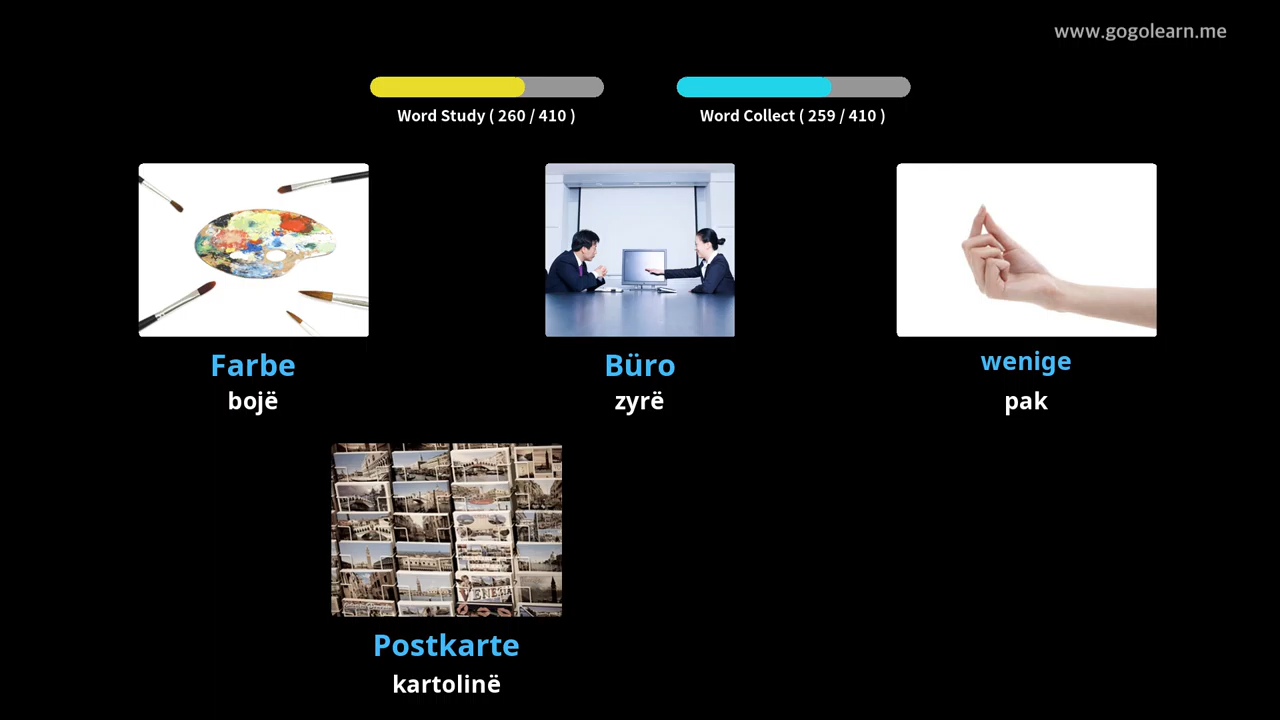 www.gogolearn.me
Word Study ( 260 / 410 )
Word Collect ( 259 / 410 )
Farbe
bojë
Büro
zyrë
wenige
pak
Postkarte
kartolinë